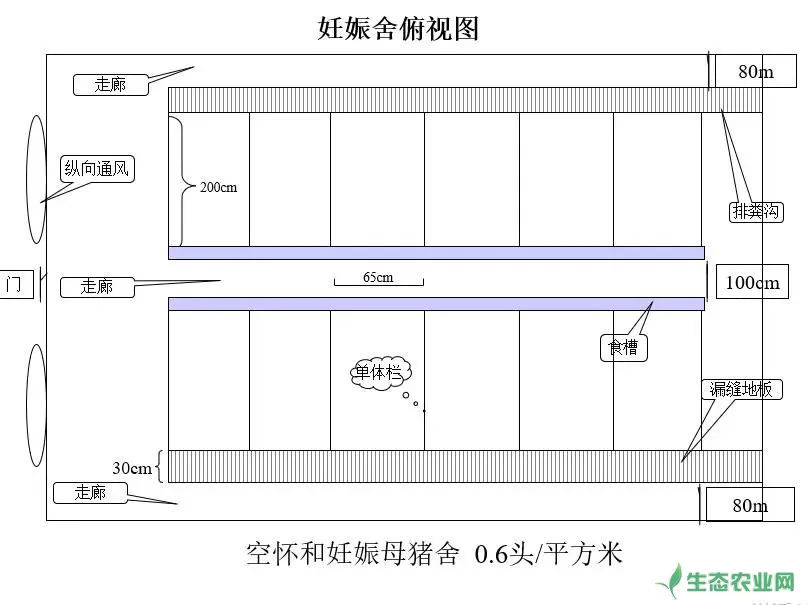 妊娠舍俯视图
走廊
80m
纵向通风
200cm
排粪沟
门
走廊
65cm
100cm
食槽
单体栏
漏缝地板
30cm
走廊
80m
空怀和妊娠母猪舍 0.6头/平方米
生态农业网